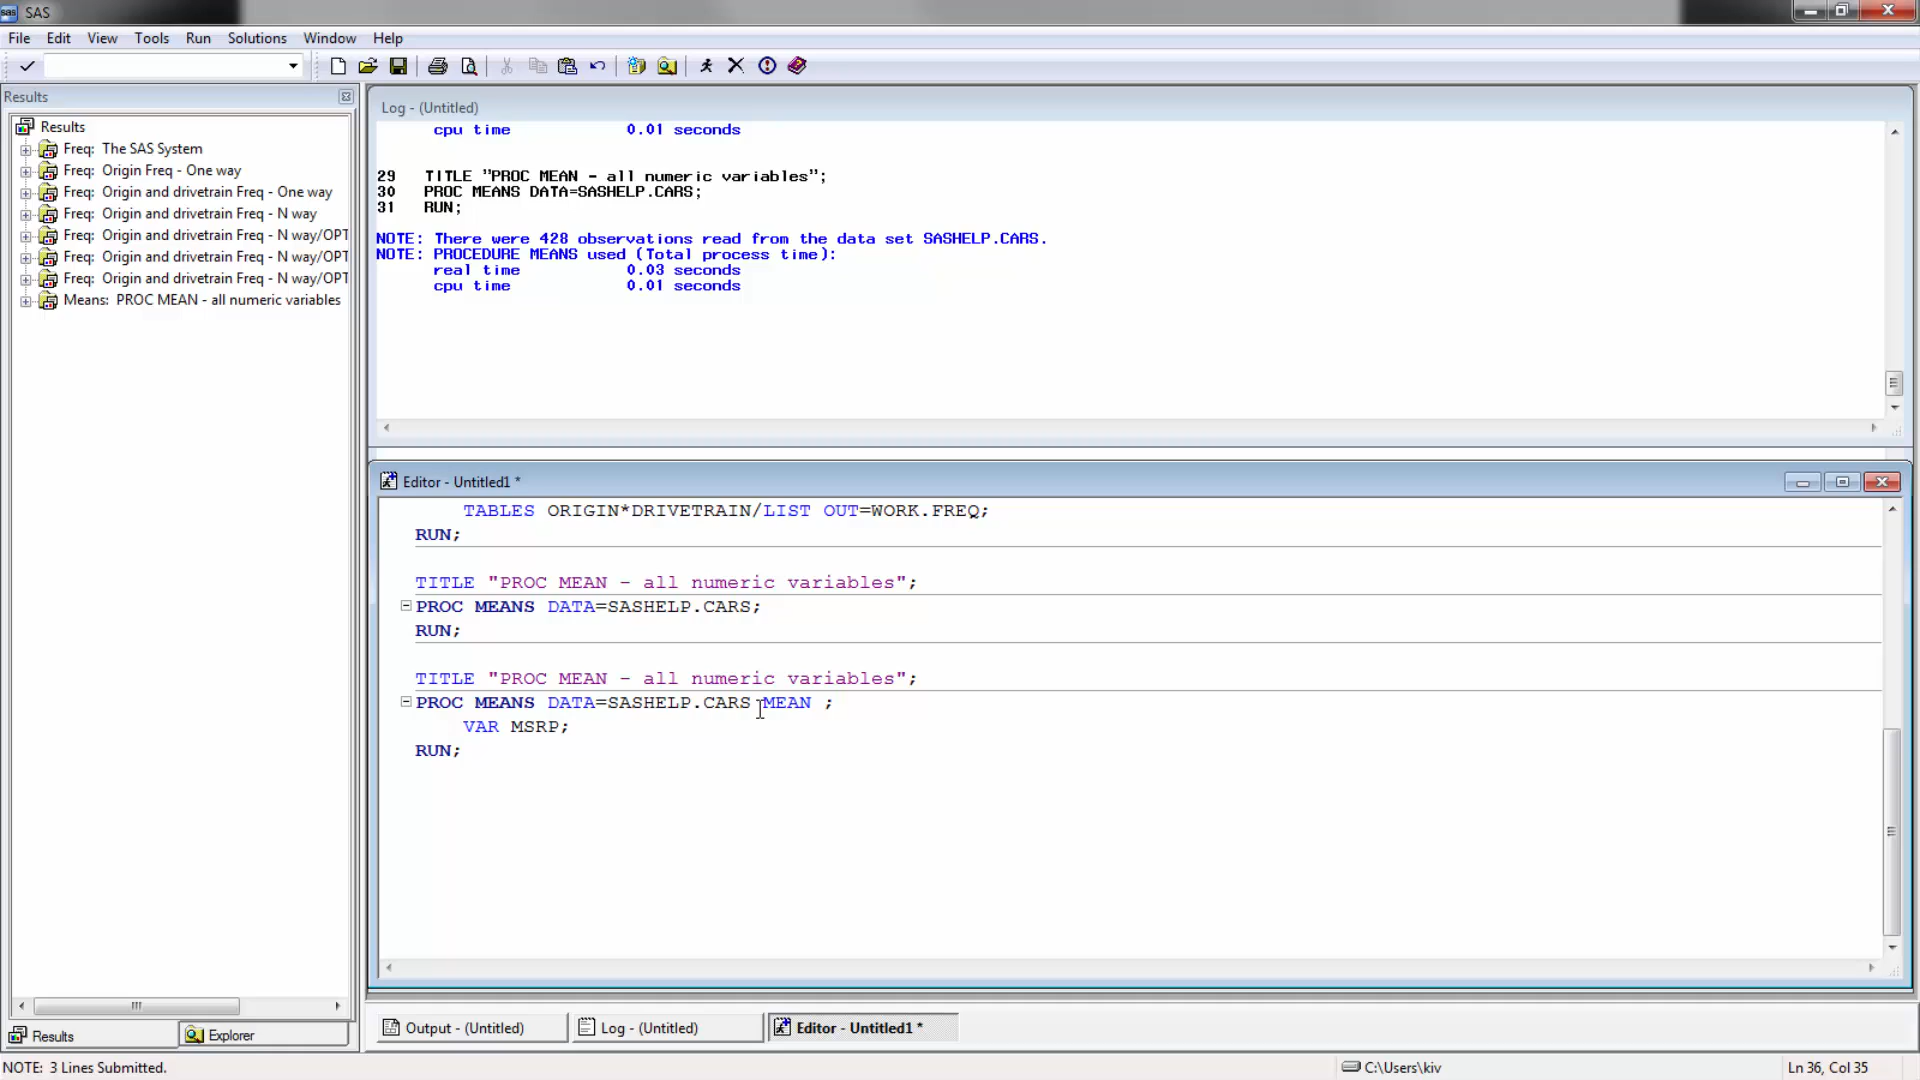 SAS
File Edit View Tools Run Solutions Window Help
Results
Results
Freq: The SAS System
Freq: Origin Freq - One way
Freq: Origin and drivetrain Freq - One way
Freq: Origin and drivetrain Freq - N way
Freq: Origin and drivetrain Freq - N way/OPT
Freq: Origin and drivetrain Freq - N way/OPT
Freq: Origin and drivetrain Freq - N way/OPT
Means: PROC MEAN - all numeric variables
Log - (Untitled)
cpu time 0.01 seconds
29 TITLE "PROC MEAN - all numeric variables";
30 PROC MEANS DATA=SASHELP.CARS;
31 RUN;
NOTE: There were 428 observations read from the data set SASHELP.CARS.
NOTE: PROCEDURE MEANS used (Total process time):
real time 0.03 seconds
cpu time 0.01 seconds
Editor - Untitled1 *
TABLES ORIGIN*DRIVETRAIN/LIST OUT=WORK.FREQ;
RUN;
TITLE "PROC MEAN - all numeric variables";
PROC MEANS DATA=SASHELP.CARS;
RUN;
TITLE "PROC MEAN - all numeric variables";
PROC MEANS DATA=SASHELP.CARS MEAN ;
VAR MSRP;
RUN;
Results Explorer
Output - (Untitled) Log - (Untitled) Editor - Untitled1 *
NOTE: 3 Lines Submitted. C:\Users\kiv Ln 36, Col 35